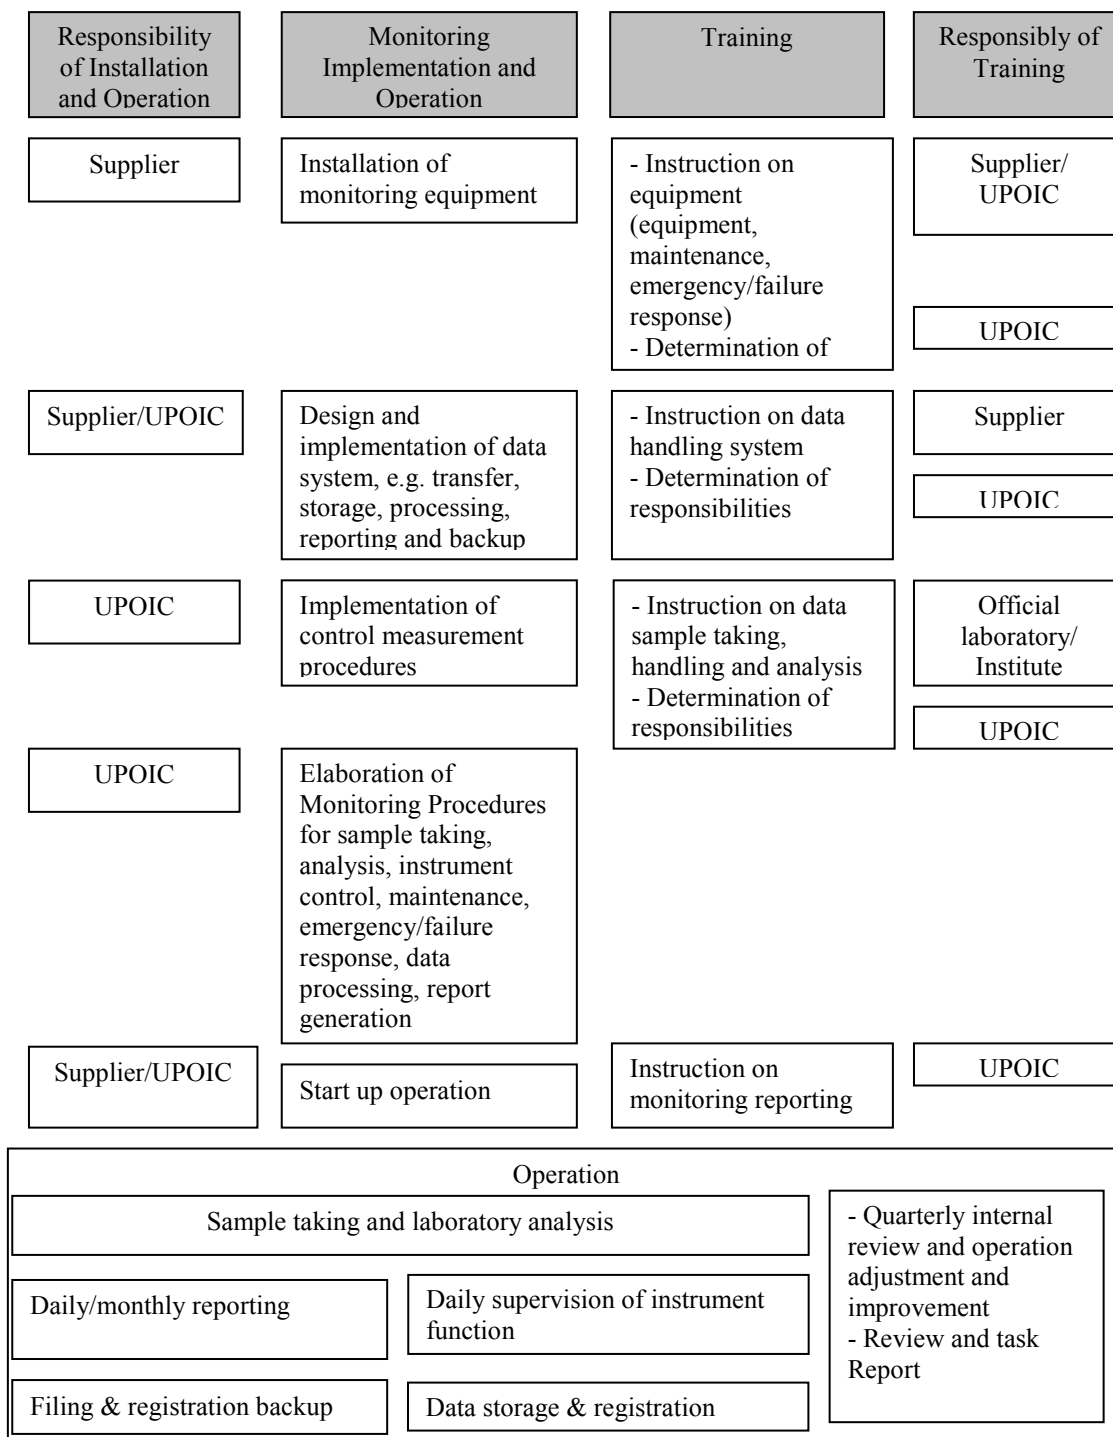 Responsibility
of Installation
and Operation
Monitoring
Implementation and
Operation
Training
Responsibly of
Training
Supplier
Installation of
monitoring equipment
- Instruction on
equipment
(equipment,
maintenance,
emergency/failure
response)
- Determination of
Supplier/
UPOIC
UPOIC
Supplier/UPOIC
Design and
implementation of data
system, e.g. transfer,
storage, processing,
reporting and backup
- Instruction on data
handling system
- Determination of
responsibilities
Supplier
UPOIC
UPOIC
Implementation of
control measurement
procedures
- Instruction on data
sample taking,
handling and analysis
- Determination of
responsibilities
Official
laboratory/
Institute
UPOIC
UPOIC
Elaboration of
Monitoring Procedures
for sample taking,
analysis, instrument
control, maintenance,
emergency/failure
response, data
processing, report
generation
Supplier/UPOIC
Start up operation
Instruction on
monitoring reporting
UPOIC
Operation
Sample taking and laboratory analysis
Daily/monthly reporting
Daily supervision of instrument
function
Filing & registration backup
Data storage & registration
- Quarterly internal
review and operation
adjustment and
improvement
- Review and task
Report